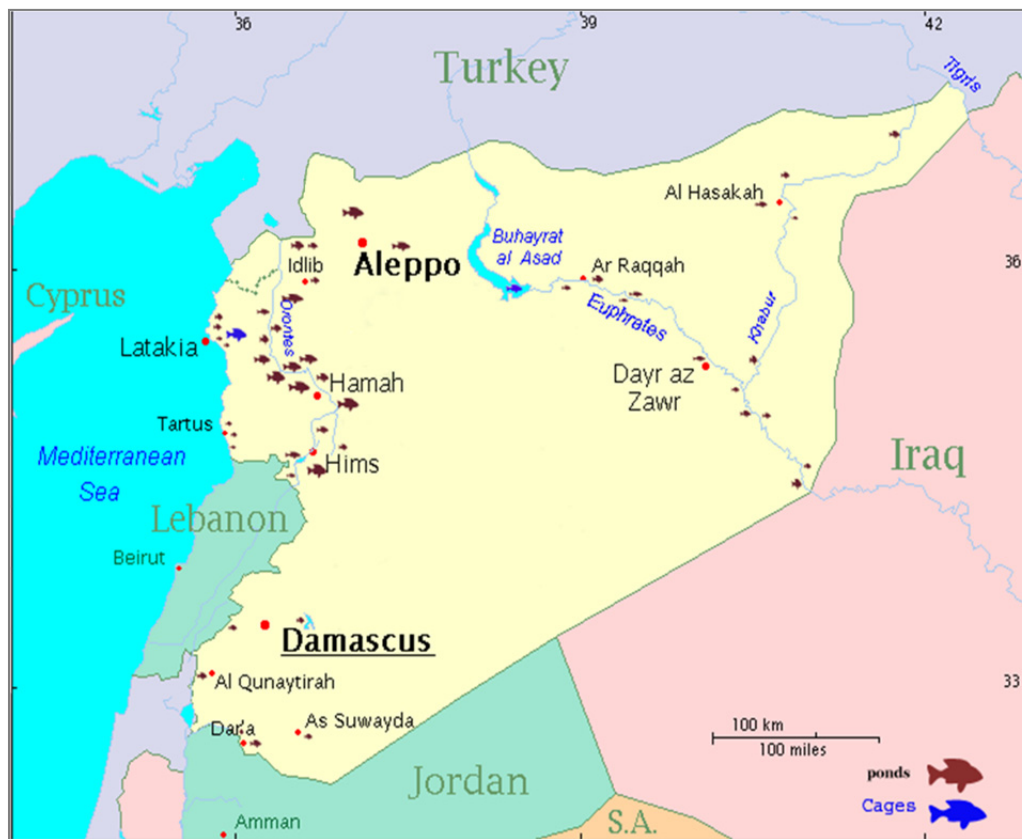 36
39
42
Turkey
Tigris
Al Hasakah
Buhayrat
al Asad
Idlib
Aleppo
Ar Raqqah
36
Cyprus
Orontes
Euphrates
Khabur
Latakia
Hamah
Dayr az
Zawr
Tartus
Mediterranean
Sea
Hims
Iraq
Lebanon
Beirut
Damascus
Al Qunaytirah
33
Dar'a
As Suwayda
100 km
100 miles
Jordan
ponds
Cages
S.A.
Amman